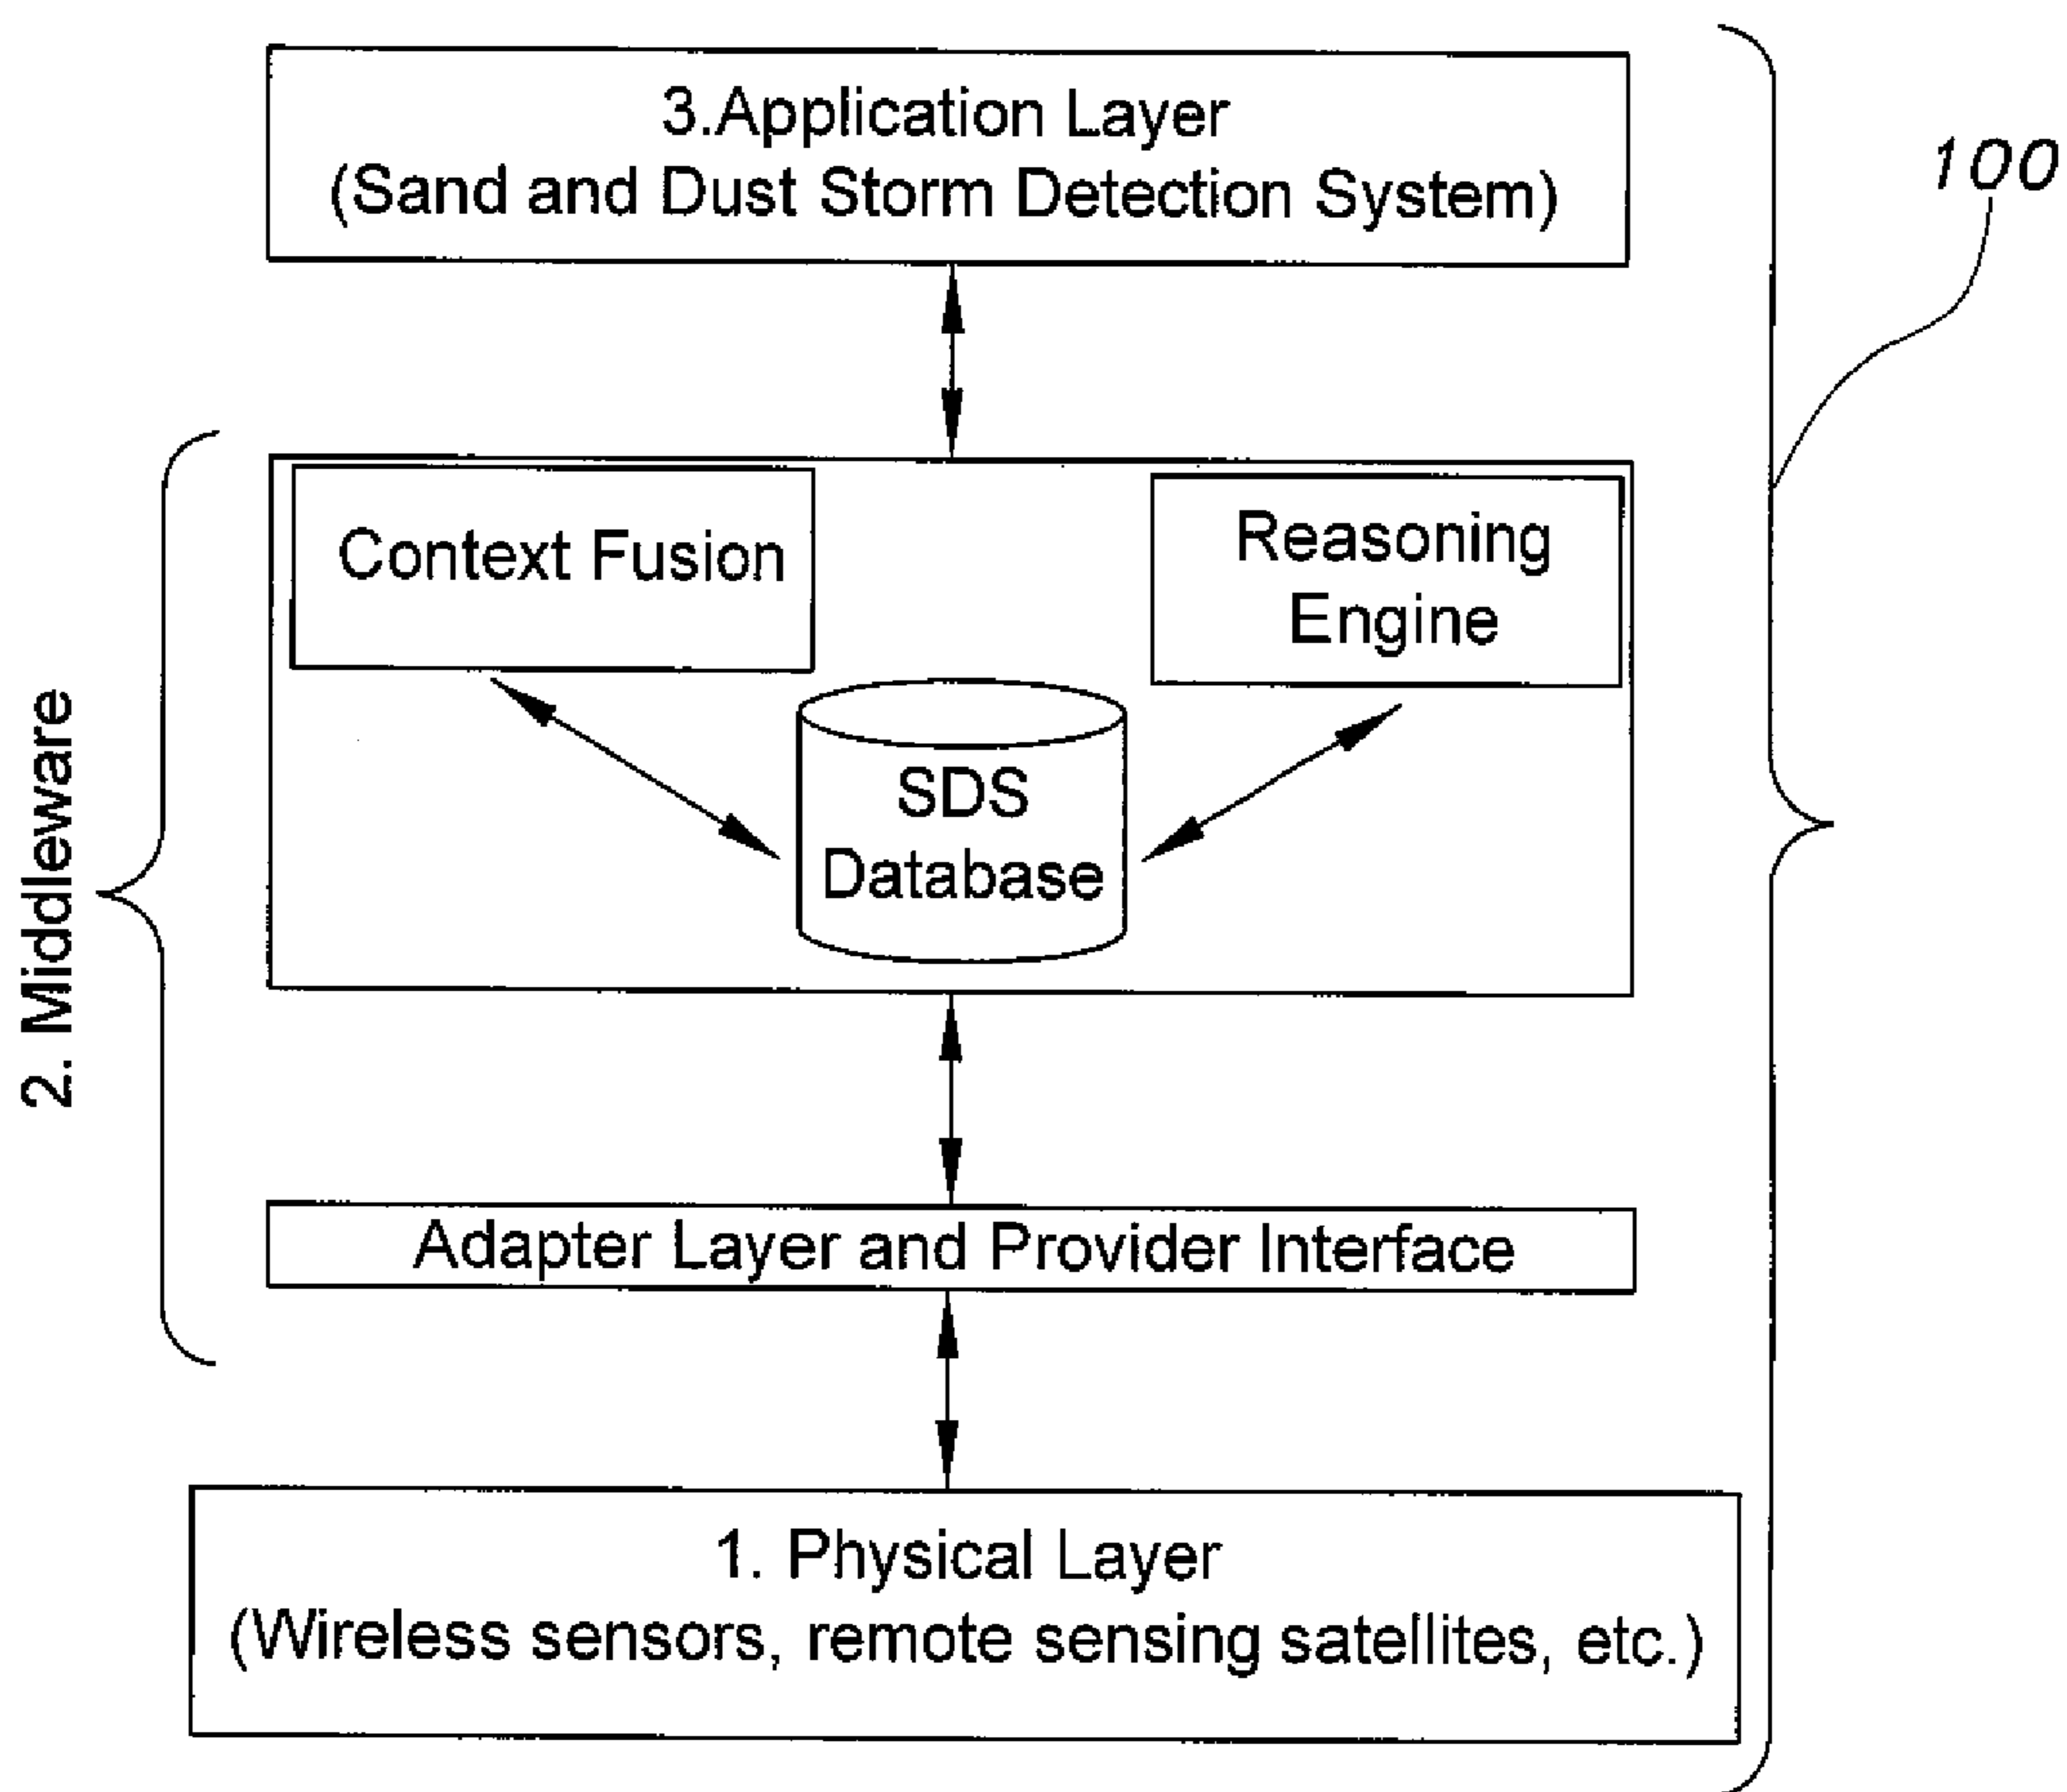 3.Application Layer
(Sand and Dust Storm Detection System)
100
Context Fusion
Reasoning
Engine
SDS
Database
2. Middleware
Adapter Layer and Provider Interface
1. Physical Layer
(Wireless sensors, remote sensing satellites, etc.)